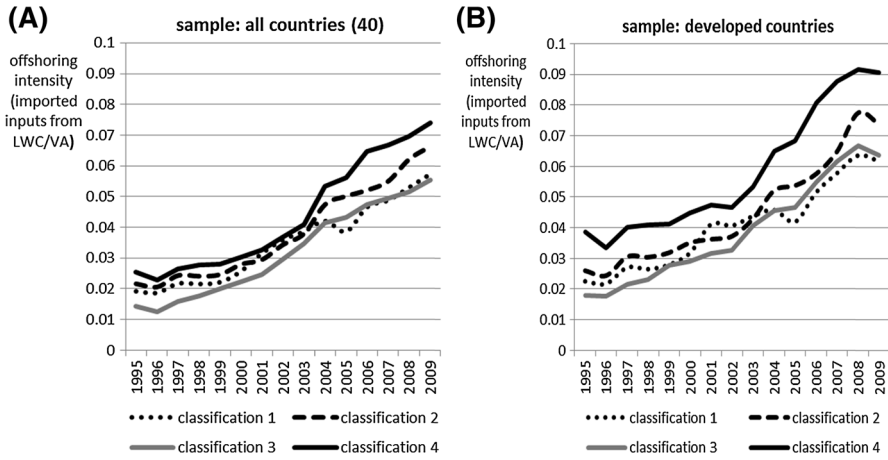 (A)
sample: all countries (40)
offshoring
intensity
(imported
inputs from
LWC/VA)
0.1
0.09
0.08
0.07
0.06
0.05
0.04
0.03
0.02
0.01
0
1995
1996
1997
1998
1999
2000
2001
2002
2003
2004
2005
2006
2007
2008
2009
classification 1
classification 2
classification 3
classification 4
(B)
sample: developed countries
offshoring
intensity
(imported
inputs from
LWC/VA)
0.1
0.09
0.08
0.07
0.06
0.05
0.04
0.03
0.02
0.01
0
1995
1996
1997
1998
1999
2000
2001
2002
2003
2004
2005
2006
2007
2008
2009
classification 1
classification 2
classification 3
classification 4